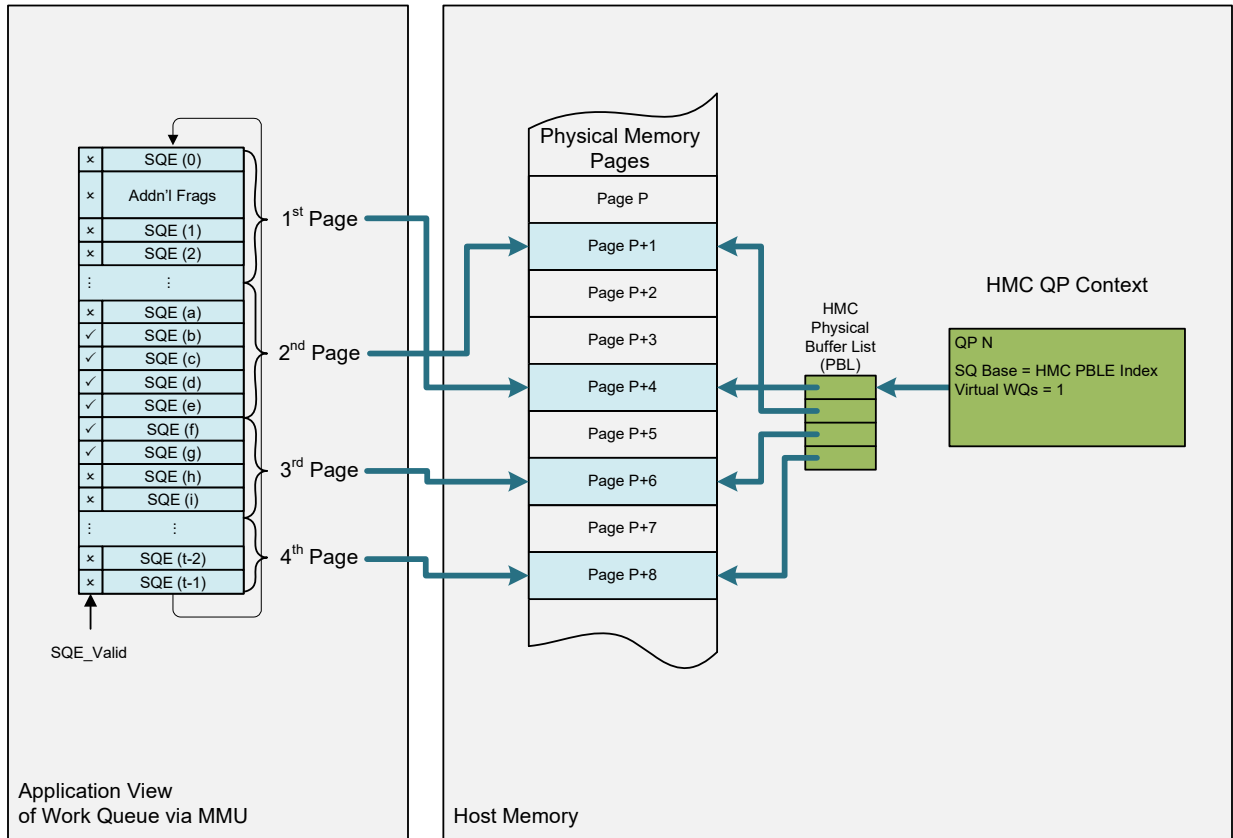 × SQE (0)
× Addn'l Frags
× SQE (1)
× SQE (2)
⋮ ⋮
× SQE (a)
✓ SQE (b)
✓ SQE (c)
✓ SQE (d)
✓ SQE (e)
✓ SQE (f)
✓ SQE (g)
× SQE (h)
× SQE (i)
⋮ ⋮
× SQE (t-2)
× SQE (t-1)
SQE_Valid
1st Page
2nd Page
3rd Page
4th Page
Application View
of Work Queue via MMU
Physical Memory
Pages
Page P
Page P+1
Page P+2
Page P+3
Page P+4
Page P+5
Page P+6
Page P+7
Page P+8
HMC
Physical
Buffer List
(PBL)
HMC QP Context
QP N
SQ Base = HMC PBLE Index
Virtual WQs = 1
Host Memory